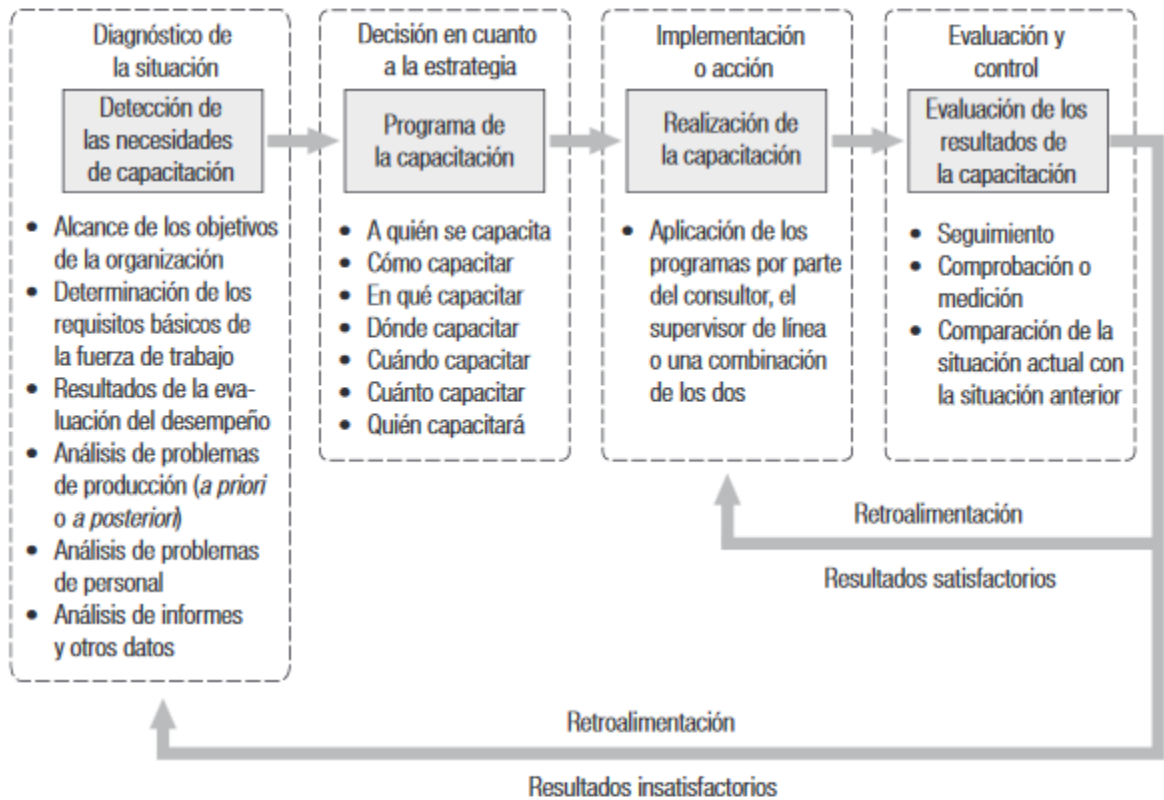 Diagnóstico de
la situación
Detección de
las necesidades
de capacitación
• Alcance de los objetivos
de la organización
• Determinación de los
requisitos básicos de
la fuerza de trabajo
• Resultados de la eva-
luación del desempeño
• Análisis de problemas
de producción (a priori
o a posteriori)
• Análisis de problemas
de personal
• Análisis de informes
y otros datos
Decisión en cuanto
a la estrategia
Programa de
la capacitación
• A quién se capacita
• Cómo capacitar
• En qué capacitar
• Dónde capacitar
• Cuándo capacitar
• Cuánto capacitar
• Quién capacitará
Implementación
o acción
Realización de
la capacitación
• Aplicación de los
programas por parte
del consultor, el
supervisor de línea
o una combinación
de los dos
Evaluación y
control
Evaluación de los
resultados de
la capacitación
• Seguimiento
• Comprobación o
medición
• Comparación de la
situación actual con
la situación anterior
Retroalimentación
Resultados satisfactorios
Retroalimentación
Resultados insatisfactorios